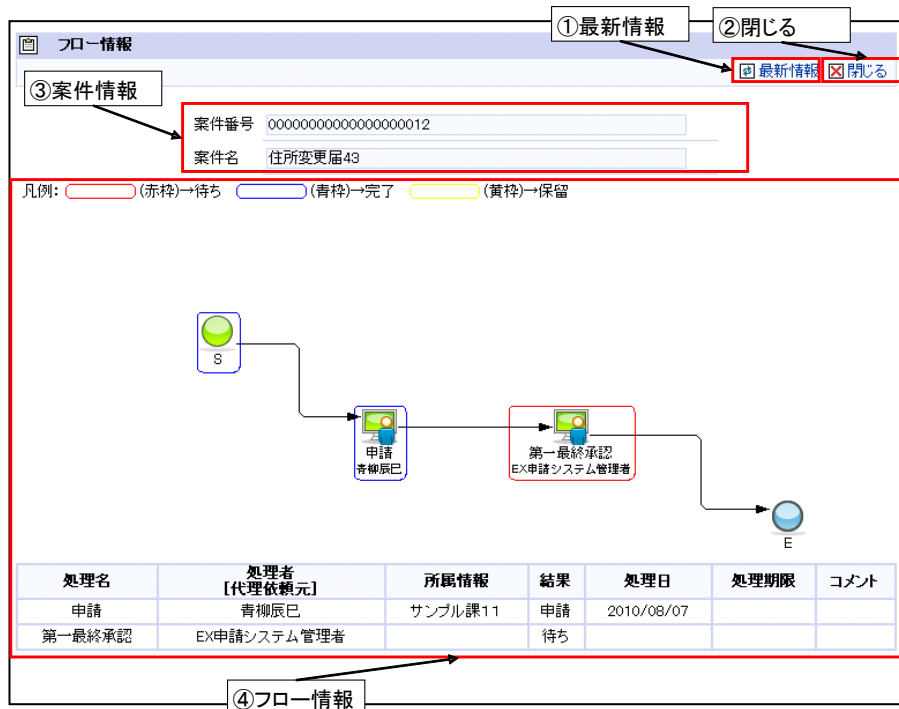 ①最新情報
②閉じる
フロー情報
最新情報
閉じる
③案件情報
案件番号 00000000000000000012
案件名 住所変更届43
凡例: (赤枠)→待ち (青枠)→完了 (黄枠)→保留
S
申請
青柳辰巳
第一最終承認
EX申請システム管理者
E
処理名 処理者 [代理依頼元] 所属情報 結果 処理日 処理期限 コメント
申請 青柳辰巳 サンプル課11 申請 2010/08/07
第一最終承認 EX申請システム管理者 待ち
④フロー情報